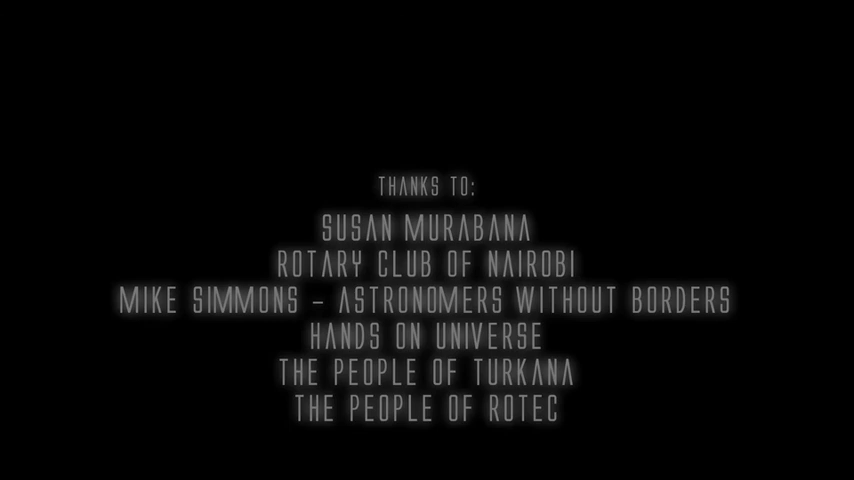 THANKS TO:
SUSAN MURABANA
ROTARY CLUB OF NAIROBI
MIKE SIMMONS - ASTRONOMERS WITHOUT BORDERS
HANDS ON UNIVERSE
THE PEOPLE OF TURKANA
THE PEOPLE OF ROTEC